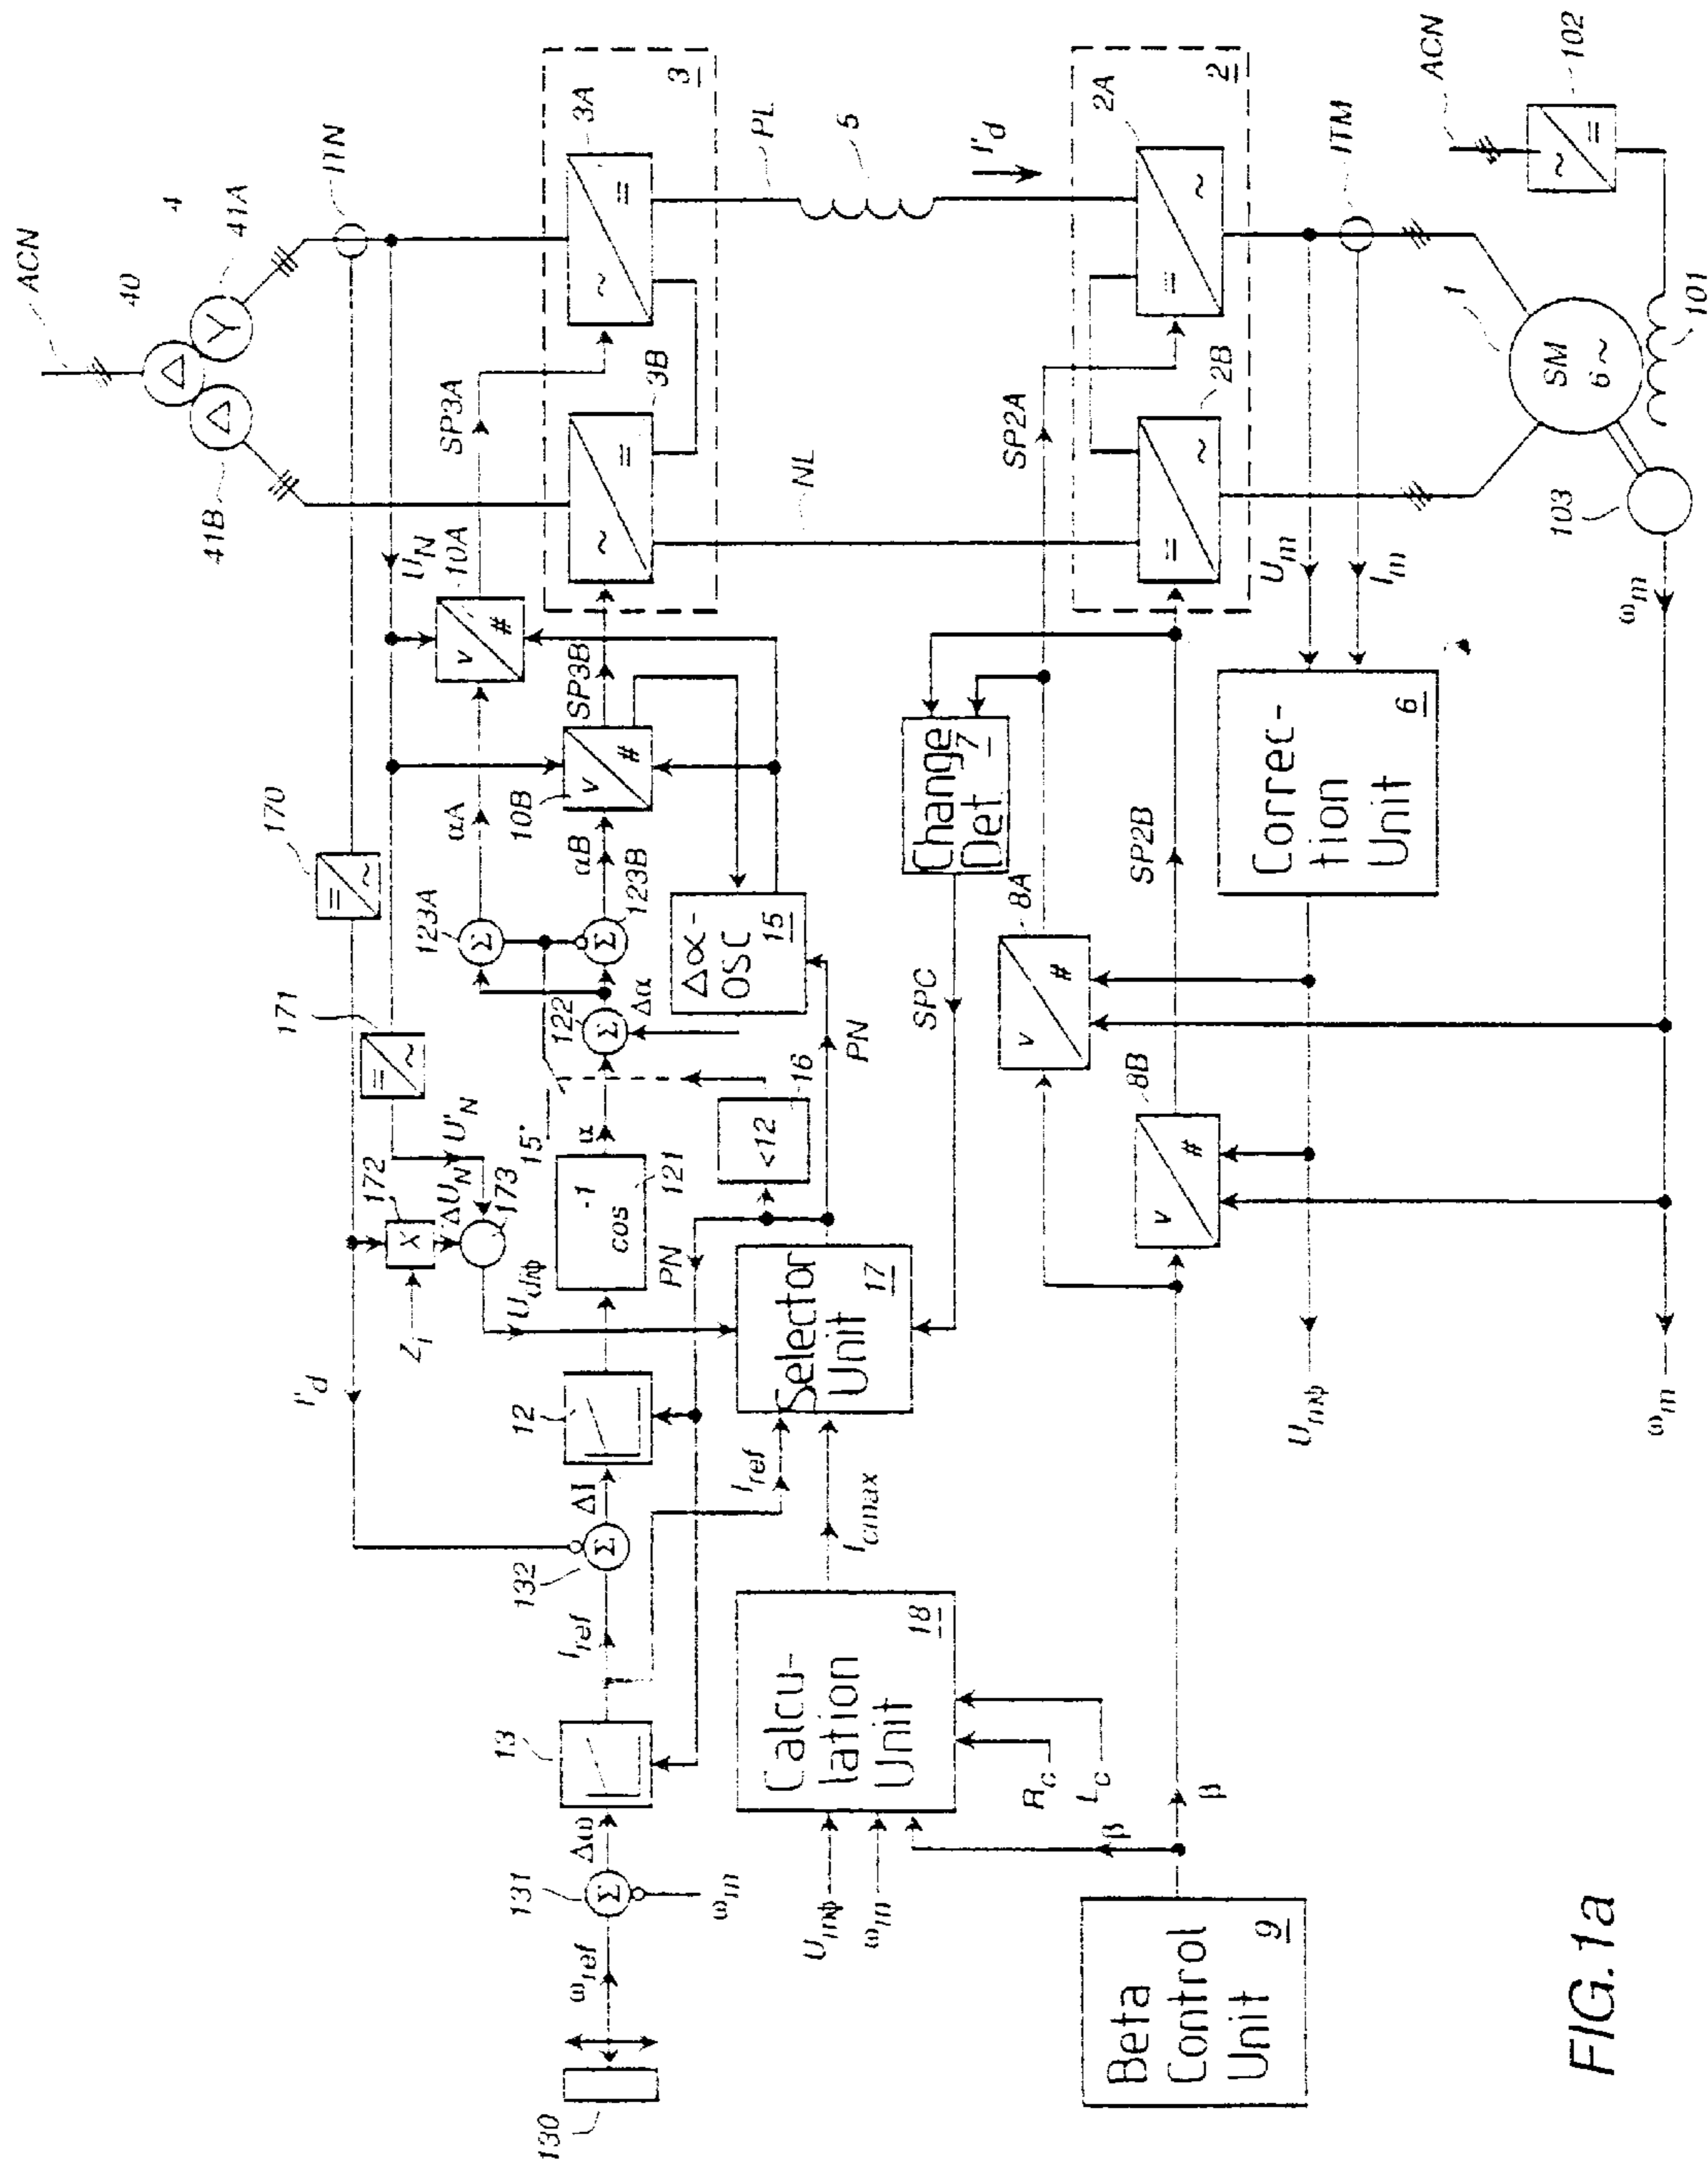 ACN
40
4
41A
41B
ITN
3
3A
3B
PL
5
I'd
2
2A
2B
NL
ITM
ACN
102
1
SM
6~
101
103
ωm
SP3A
UN
10A
v
#
SP3B
v
#
10B
αA
αB
170
=
~
171
=
~
123A
Σ
123B
Σ
122
Σ
Δα
Δα-
OSC
15
SP2A
Change
Det
7
SP2B
Um
Im
Correc-
tion
Unit
6
8A
v
#
8B
v
#
SPC
PN
16
<12
15°
α
121
cos -1
PN
U'N
ΔUN
172
X
173
Z1
Udiϕ
I'd
Selector
Unit
17
12
ΔI
132
Σ
Iref
Iref
Icmax
13
Δω
131
Σ
ωm
ωref
130
Calcu-
lation
Unit
18
Umϕ
ωm
Rc
Lc
β
β
Beta
Control
Unit
9
Umϕ
ωm
FIG.1a